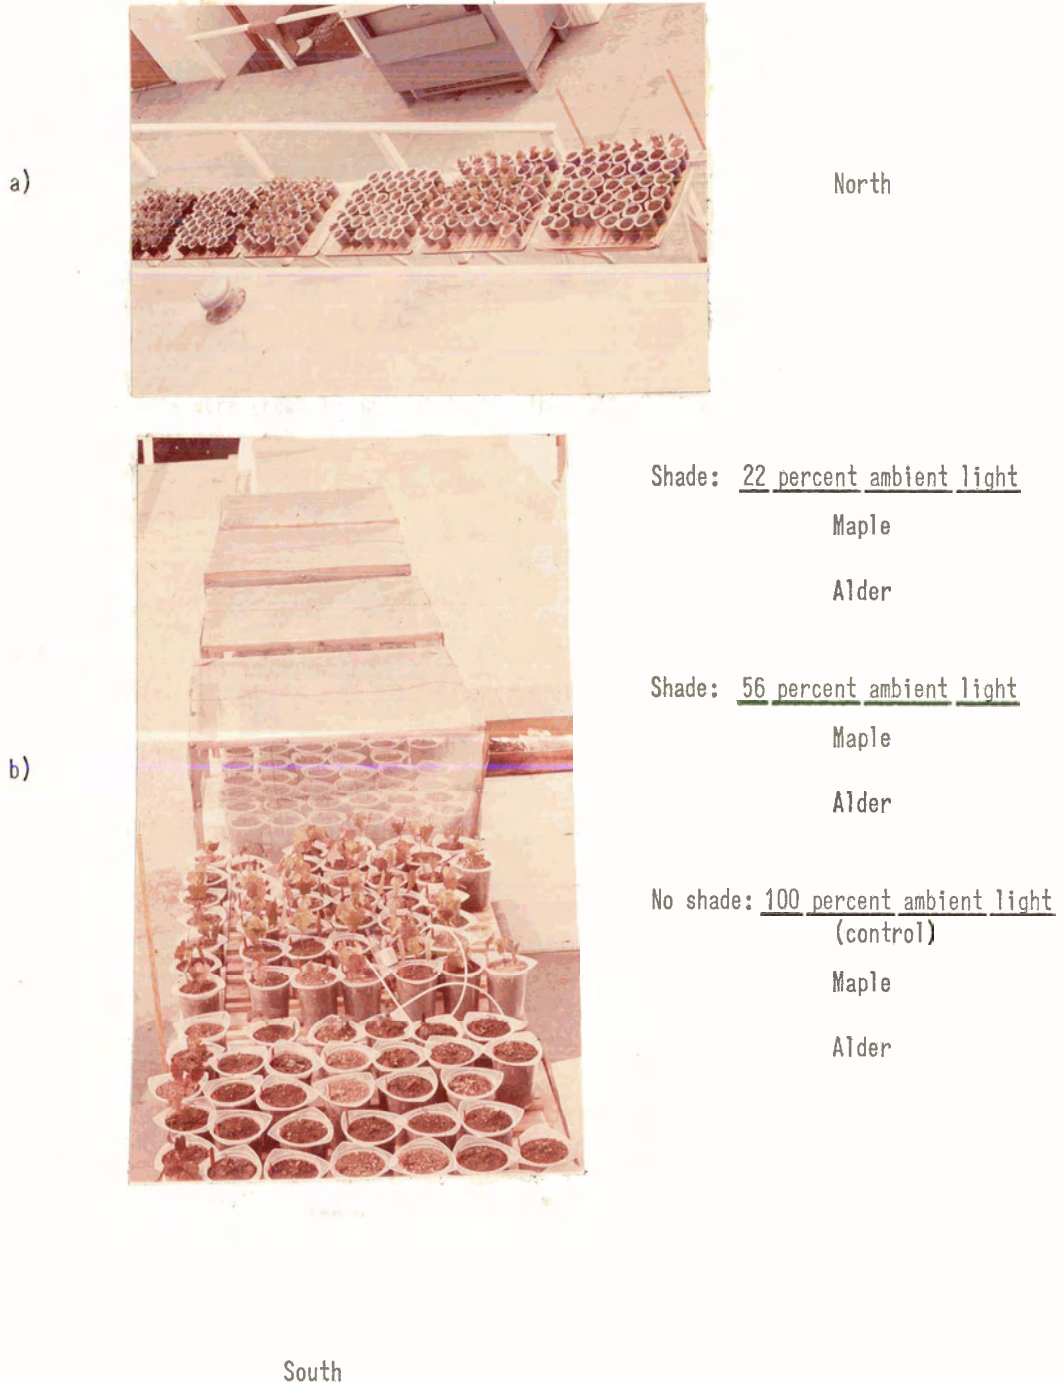 a)
North
Shade: 22 percent ambient light
Maple
Alder
Shade: 56 percent ambient light
Maple
b)
Alder
No shade: 100 percent ambient light
(control)
Maple
Alder
South